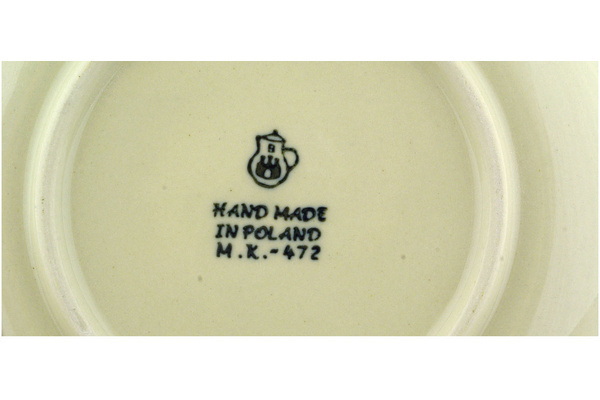 B
HAND MADE
IN POLAND
M.K.-472